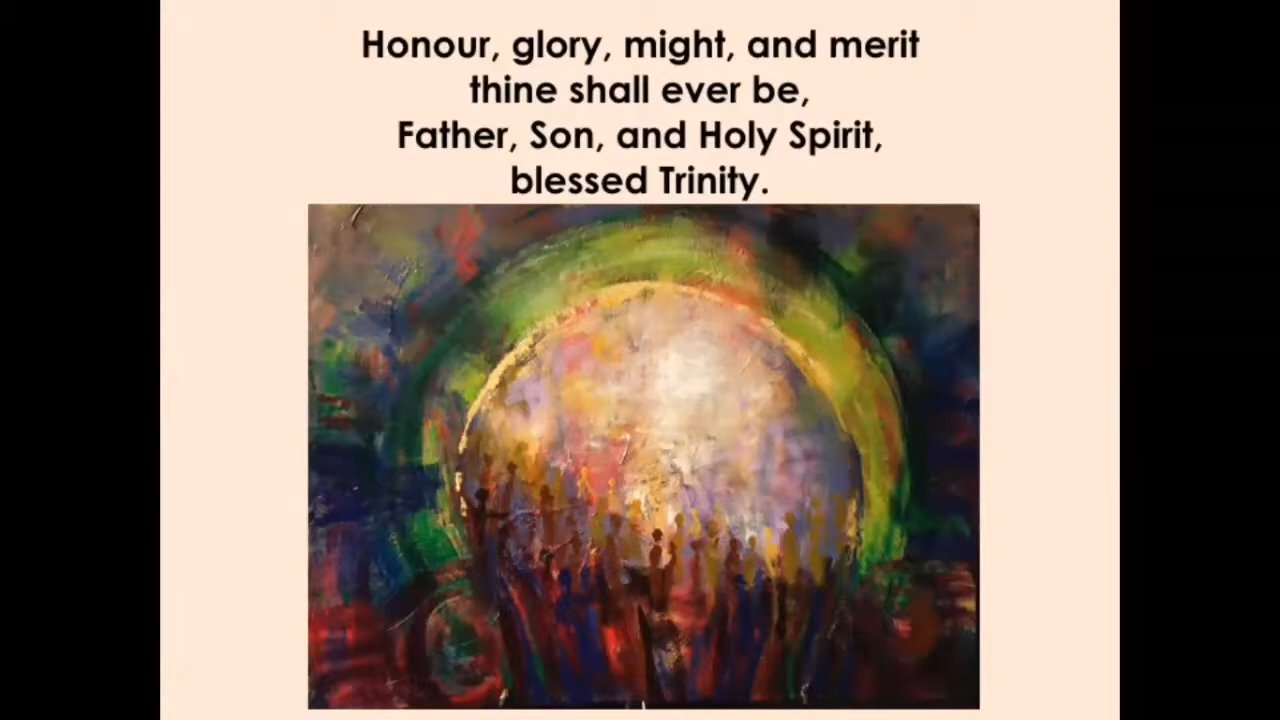 Honour, glory, might, and merit
thine shall ever be,
Father, Son, and Holy Spirit,
blessed Trinity.